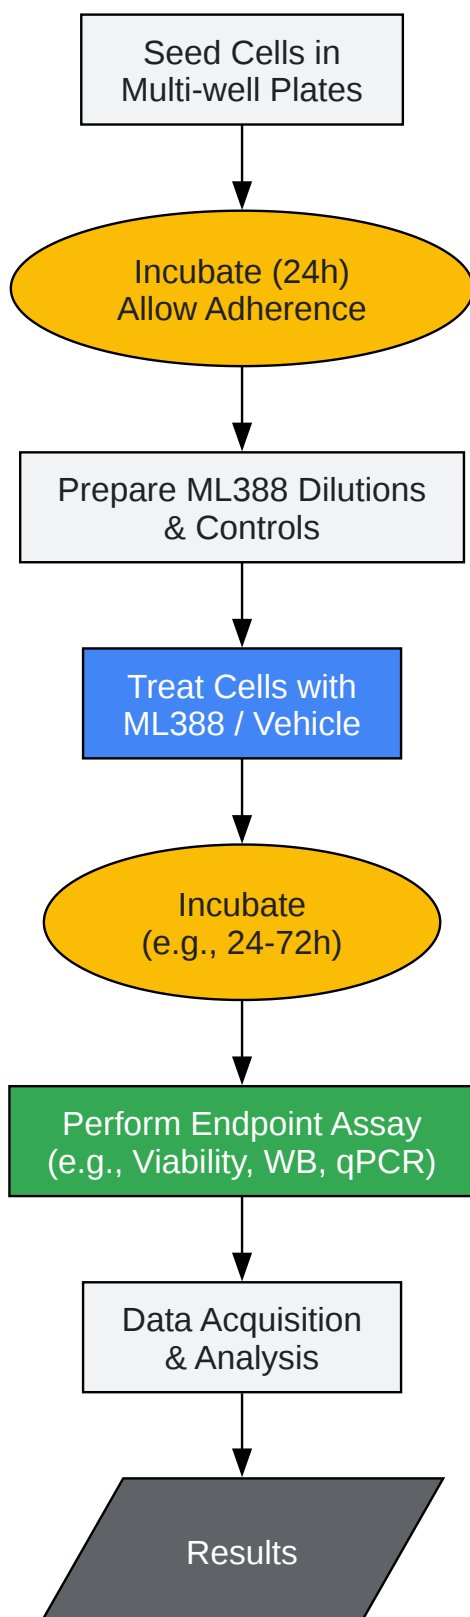 Seed Cells in
Multi-well Plates
Incubate (24h)
Allow Adherence
Prepare ML388 Dilutions
& Controls
Treat Cells with
ML388 / Vehicle
Incubate
(e.g., 24-72h)
Perform Endpoint Assay
(e.g., Viability, WB, qPCR)
Data Acquisition
& Analysis
Results